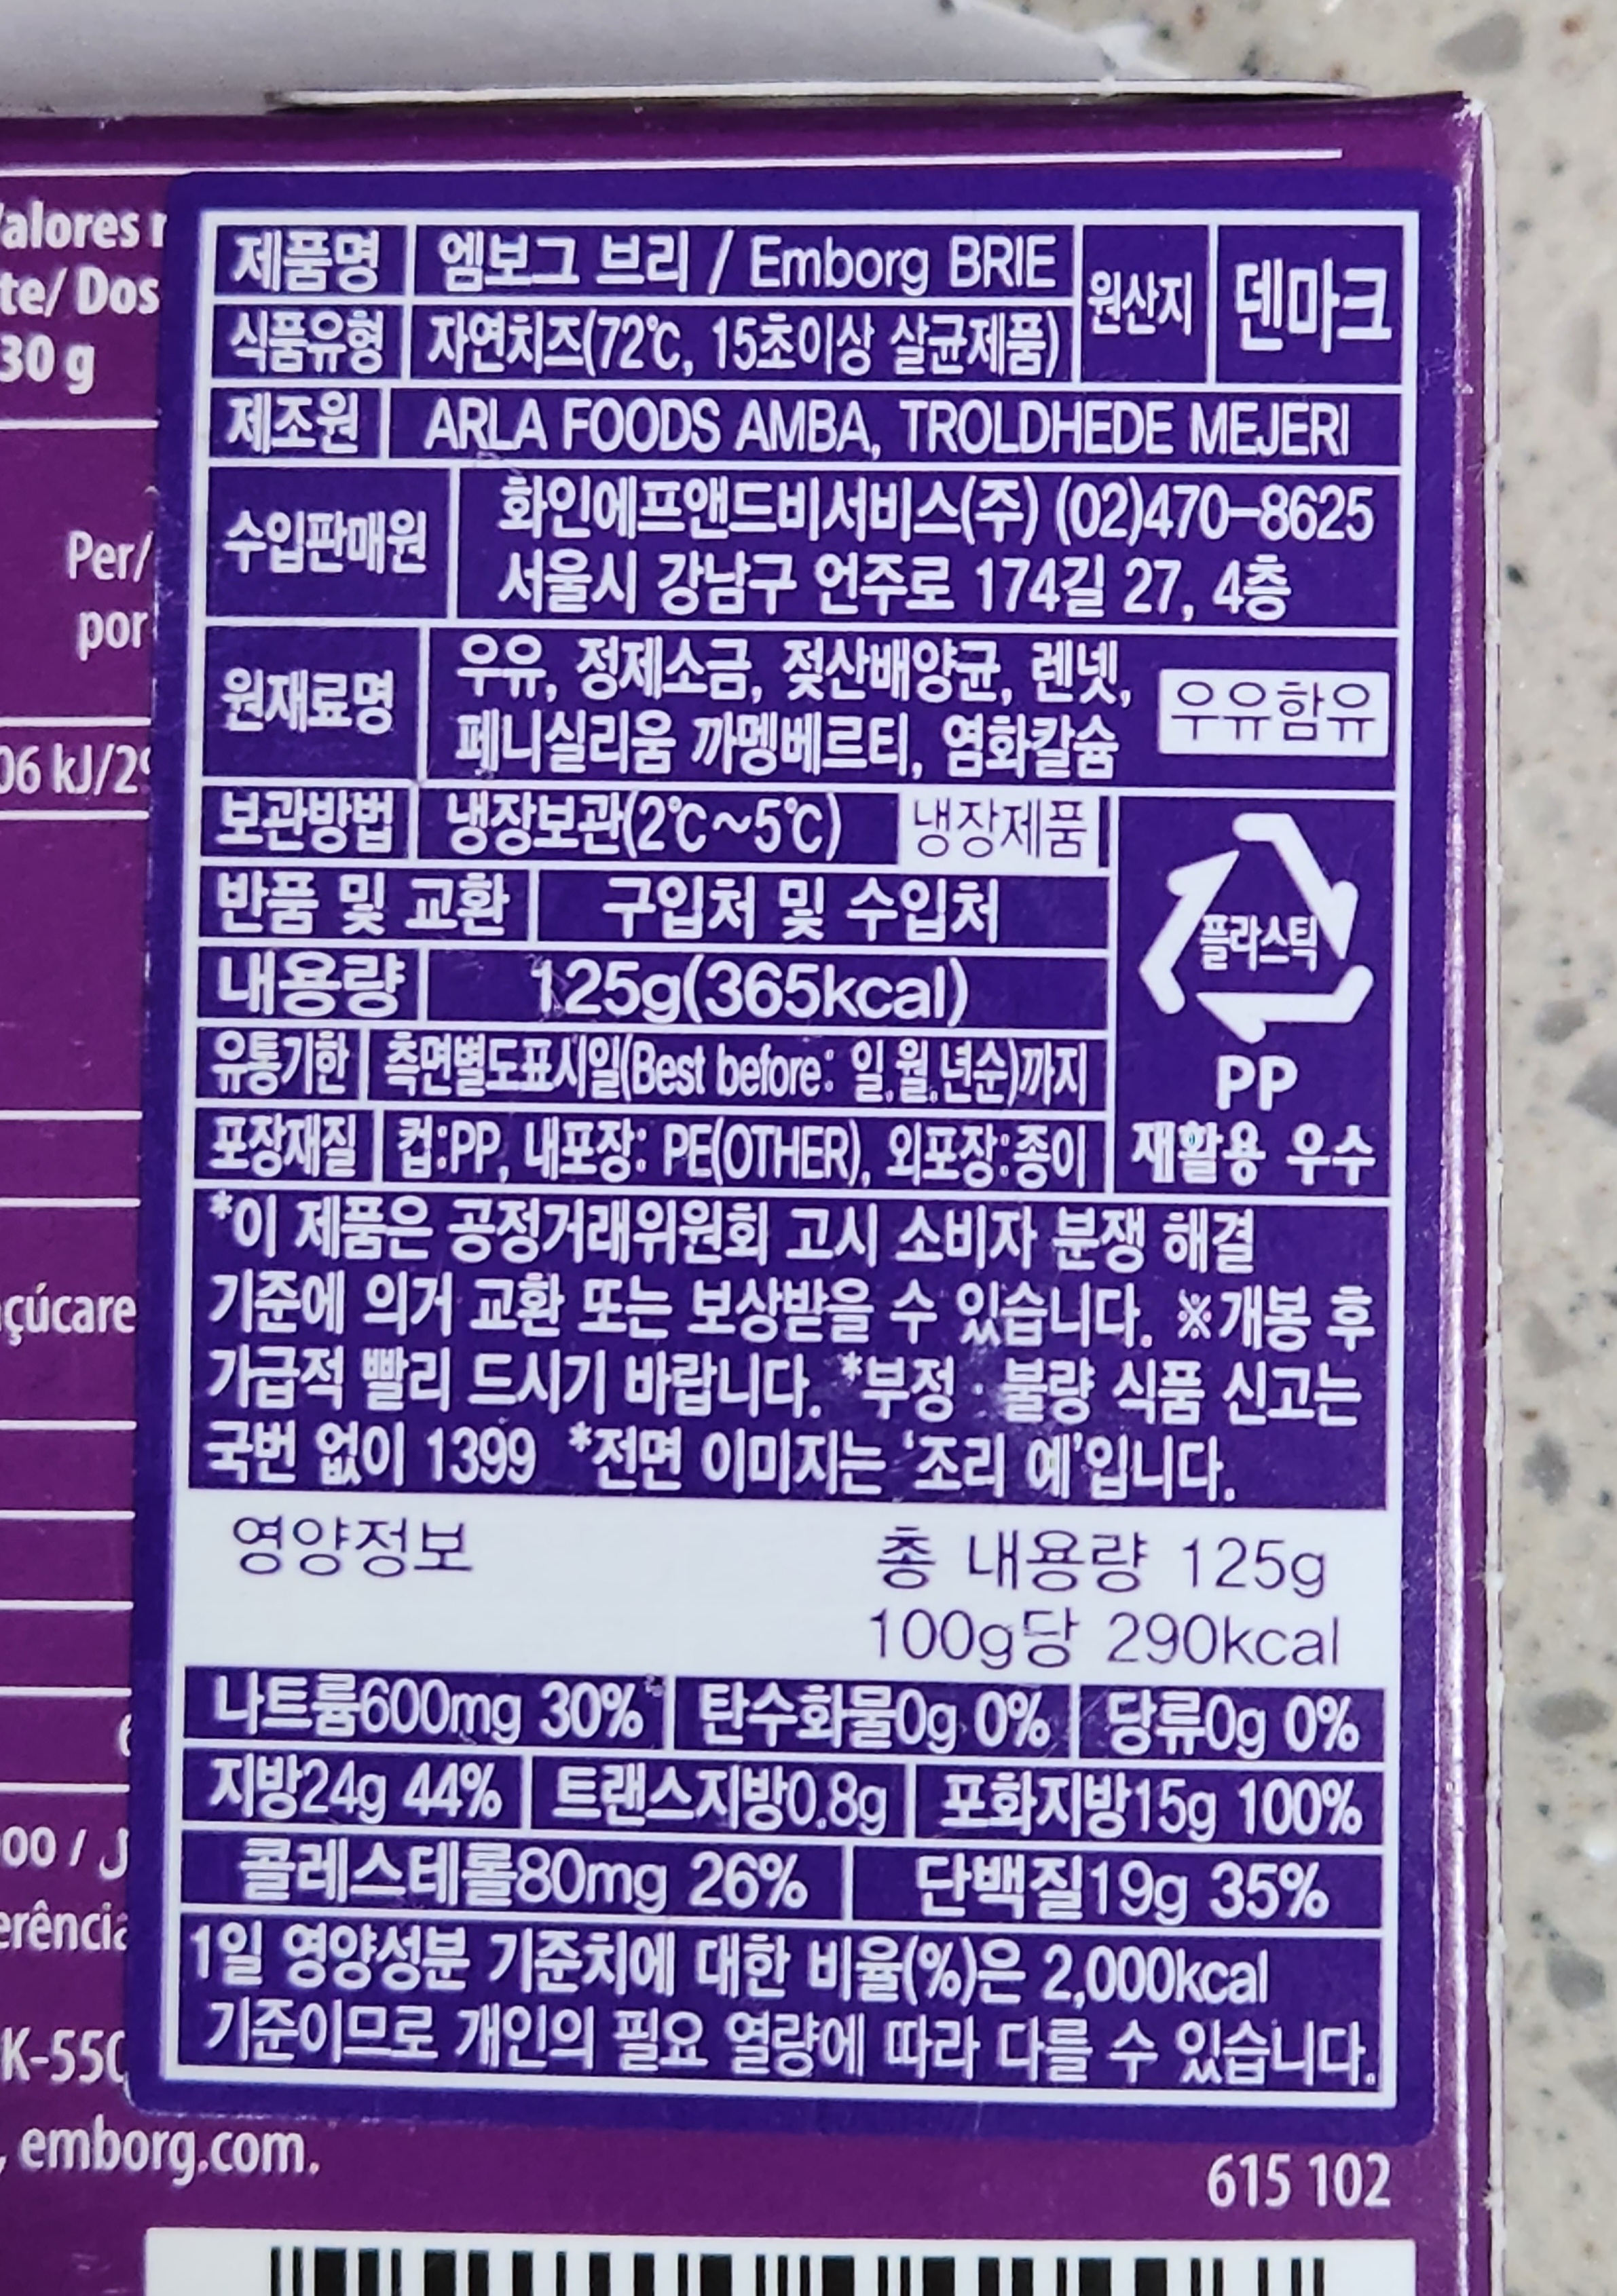 제품명 엠보그 브리 / Emborg BRIE
식품유형 자연치즈(72℃, 15초이상 살균제품)
원산지 덴마크
제조원 ARLA FOODS AMBA, TROLDHEDE MEJERI
수입판매원 화인에프앤드비서비스(주) (02)470-8625
서울시 강남구 언주로 174길 27, 4층
원재료명 우유, 정제소금, 젖산배양균, 렌넷,
페니실리움 까멩베르티, 염화칼슘
우유함유
보관방법 냉장보관(2℃~5℃) 냉장제품
반품 및 교환 구입처 및 수입처
내용량 125g(365kcal)
유통기한 측면별도표시일(Best before: 일,월,년순)까지
포장재질 컵:PP, 내포장: PE(OTHER), 외포장:종이
플라스틱
PP
재활용 우수
*이 제품은 공정거래위원회 고시 소비자 분쟁 해결
기준에 의거 교환 또는 보상받을 수 있습니다. ※개봉 후
가급적 빨리 드시기 바랍니다. *부정·불량 식품 신고는
국번 없이 1399 *전면 이미지는 '조리 예'입니다.
영양정보 총 내용량 125g
100g당 290kcal
나트륨600mg 30% 탄수화물0g 0% 당류0g 0%
지방24g 44% 트랜스지방0.8g 포화지방15g 100%
콜레스테롤80mg 26% 단백질19g 35%
1일 영양성분 기준치에 대한 비율(%)은 2,000kcal
기준이므로 개인의 필요 열량에 따라 다를 수 있습니다.
te/ Dos
30 g
Per/
por
06 kJ/2
K-550
, emborg.com.
615 102